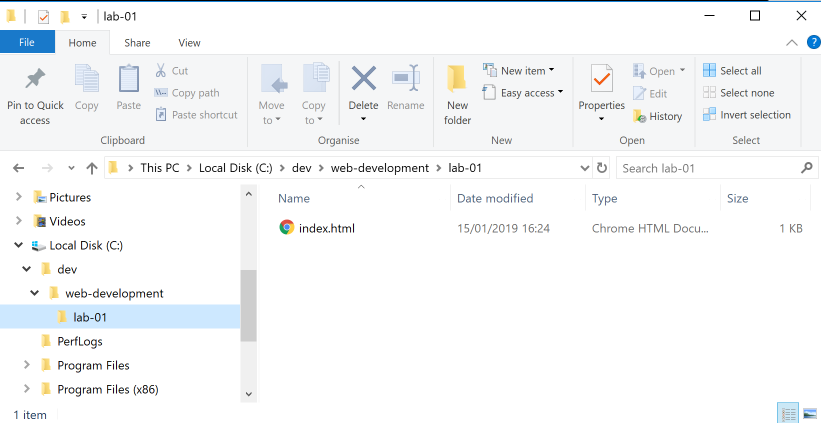 lab-01
File Home Share View
Pin to Quick access
Copy
Paste
Cut
Copy path
Paste shortcut
Clipboard
Move to
Copy to
Delete
Rename
Organise
New folder
New item
Easy access
New
Properties
Open
Edit
History
Open
Select all
Select none
Invert selection
Select
This PC > Local Disk (C:) > dev > web-development > lab-01
Search lab-01
Pictures
Videos
Local Disk (C:)
dev
web-development
lab-01
PerfLogs
Program Files
Program Files (x86)
Name Date modified Type Size
index.html 15/01/2019 16:24 Chrome HTML Docu... 1 KB
1 item